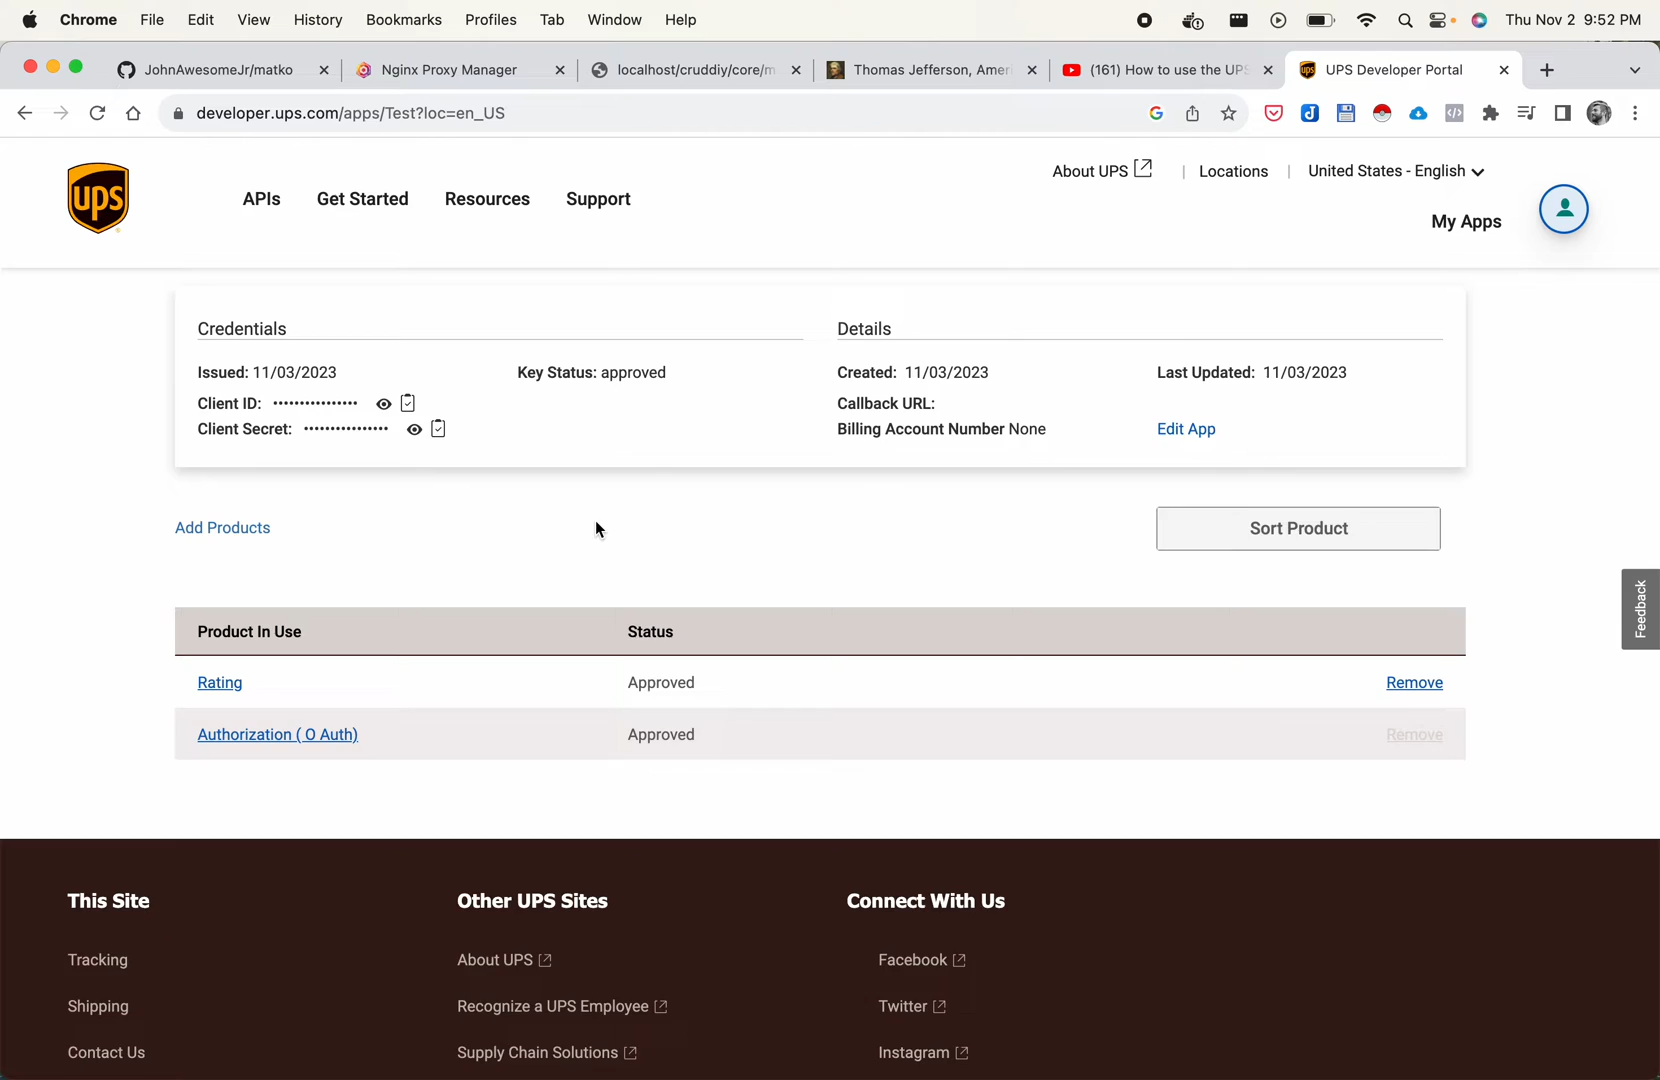 Chrome File Edit View History Bookmarks Profiles Tab Window Help Thu Nov 2 9:52 PM
JohnAwesomeJr/matko Nginx Proxy Manager localhost/cruddiy/core/m Thomas Jefferson, Amer (161) How to use the UPS UPS Developer Portal
developer.ups.com/apps/Test?loc=en_US
About UPS | Locations | United States - English
ups APIs Get Started Resources Support
My Apps
Credentials Details
Issued: 11/03/2023 Key Status: approved Created: 11/03/2023 Last Updated: 11/03/2023
Client ID: ••••••••••••••• Callback URL:
Client Secret: ••••••••••••••• Billing Account Number None Edit App
Add Products Sort Product
Feedback
Product In Use Status
Rating Approved Remove
Authorization ( O Auth) Approved Remove
This Site Other UPS Sites Connect With Us
Tracking About UPS Facebook
Shipping Recognize a UPS Employee Twitter
Contact Us Supply Chain Solutions Instagram